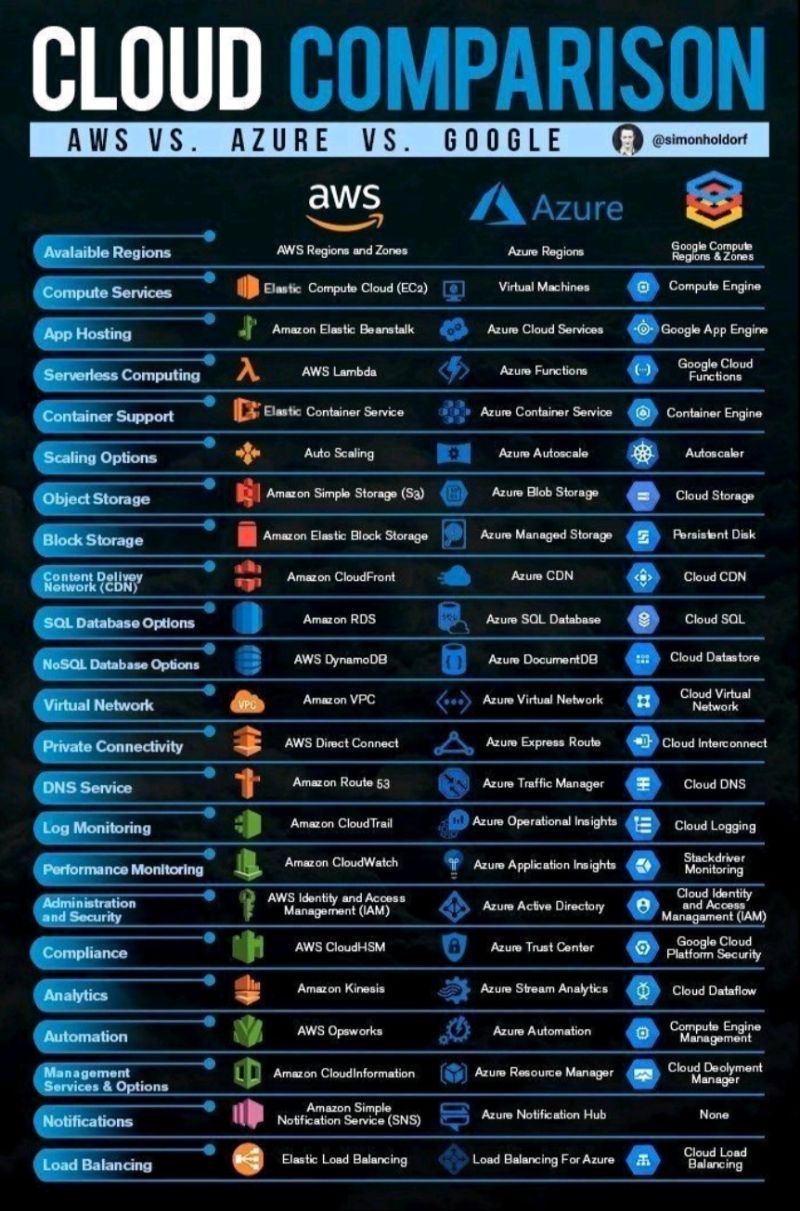 CLOUD COMPARISON
AWS VS. AZURE VS. GOOGLE @simonholdorf
aws Azure
Avalaible Regions AWS Regions and Zones Azure Regions Google Compute
Regions & Zones
Compute Services Elastic Compute Cloud (EC2) Virtual Machines Compute Engine
App Hosting Amazon Elastic Beanstalk Azure Cloud Services Google App Engine
Serverless Computing AWS Lambda Azure Functions Google Cloud
Functions
Container Support Elastic Container Service Azure Container Service Container Engine
Scaling Options Auto Scaling Azure Autoscale Autoscaler
Object Storage Amazon Simple Storage (S3) Azure Blob Storage Cloud Storage
Block Storage Amazon Elastic Block Storage Azure Managed Storage Persistent Disk
Content Delivey
Network (CDN) Amazon CloudFront Azure CDN Cloud CDN
SQL Database Options Amazon RDS SQL Azure SQL Database Cloud SQL
NoSQL Database Options AWS DynamoDB Azure DocumentDB Cloud Datastore
Virtual Network VPC Amazon VPC Azure Virtual Network Cloud Virtual
Network
Private Connectivity AWS Direct Connect Azure Express Route Cloud Interconnect
DNS Service Amazon Route 53 Azure Traffic Manager Cloud DNS
Log Monitoring Amazon CloudTrail Azure Operational Insights Cloud Logging
Performance Monitoring Amazon CloudWatch Azure Application Insights Stackdriver
Monitoring
Administration
and Security AWS Identity and Access
Management (IAM) Azure Active Directory Cloud Identity
and Access
Managament (IAM)
Compliance AWS CloudHSM Azure Trust Center Google Cloud
Platform Security
Analytics Amazon Kinesis Azure Stream Analytics Cloud Dataflow
Automation AWS Opsworks Azure Automation Compute Engine
Management
Management
Services & Options Amazon CloudInformation Azure Resource Manager Cloud Deolyment
Manager
Notifications Amazon Simple
Notification Service (SNS) Azure Notification Hub None
Load Balancing Elastic Load Balancing Load Balancing For Azure Cloud Load
Balancing